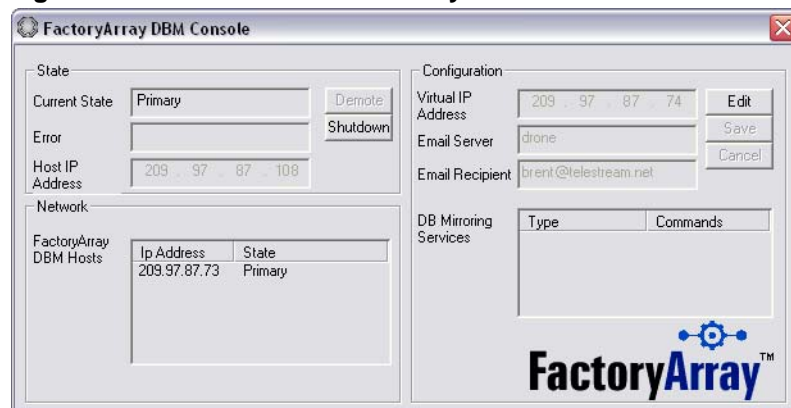 FactoryArray DBM Console
State
Current State Primary Demote
Error Shutdown
Host IP Address 209 . 97 . 87 . 108
Network
FactoryArray DBM Hosts
Ip Address State
209.97.87.73 Primary
Configuration
Virtual IP Address 209 . 97 . 87 . 74 Edit
Email Server drone Save
Cancel
Email Recipient brent@telestream.net
DB Mirroring Services
Type Commands
FactoryArray™